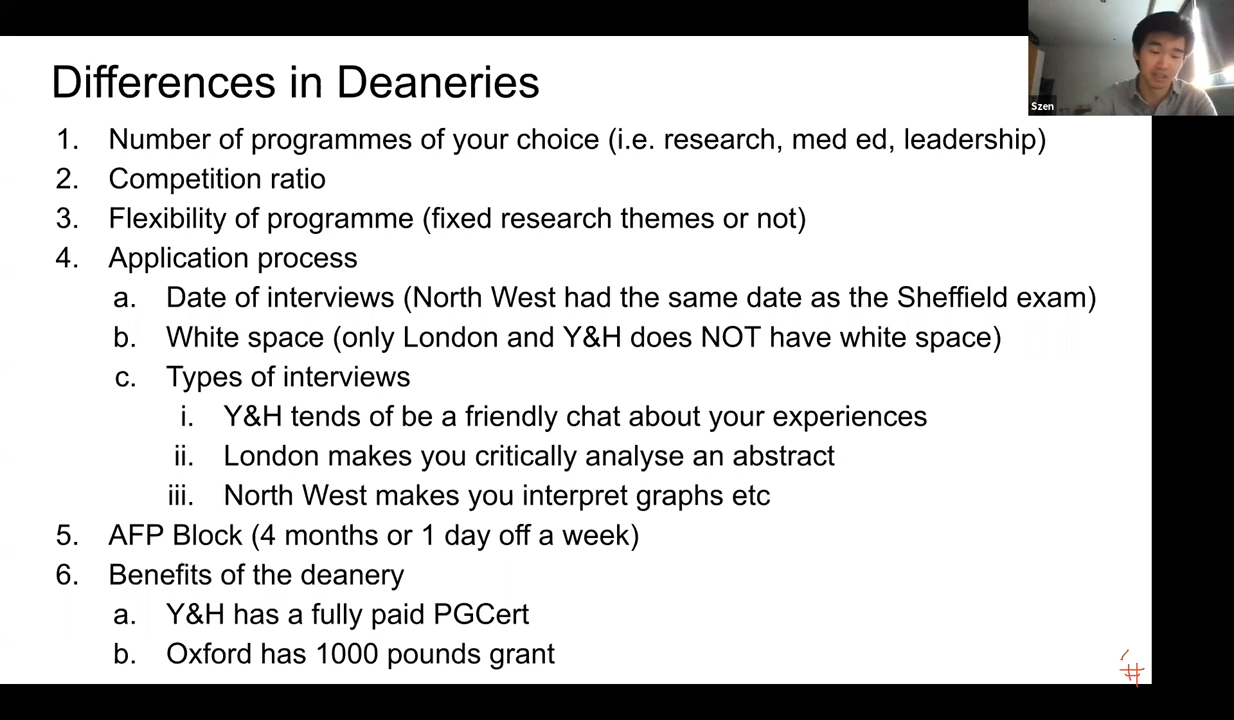 Differences in Deaneries
Szen
1. Number of programmes of your choice (i.e. research, med ed, leadership)
2. Competition ratio
3. Flexibility of programme (fixed research themes or not)
4. Application process
a. Date of interviews (North West had the same date as the Sheffield exam)
b. White space (only London and Y&H does NOT have white space)
c. Types of interviews
i. Y&H tends of be a friendly chat about your experiences
ii. London makes you critically analyse an abstract
iii. North West makes you interpret graphs etc
5. AFP Block (4 months or 1 day off a week)
6. Benefits of the deanery
a. Y&H has a fully paid PGCert
b. Oxford has 1000 pounds grant